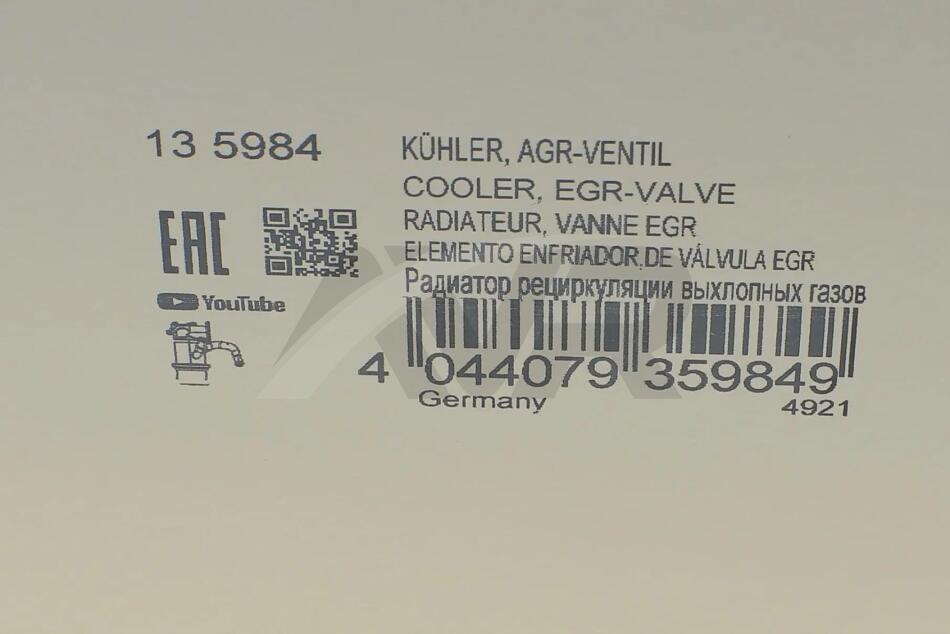 13 5984
KÜHLER, AGR-VENTIL
COOLER, EGR-VALVE
RADIATEUR, VANNE EGR
ELEMENTO ENFRIADOR,DE VÁLVULA EGR
Радиатор рециркуляции выхлопных газов
EAC
YouTube
4 044079 359849
Germany
4921